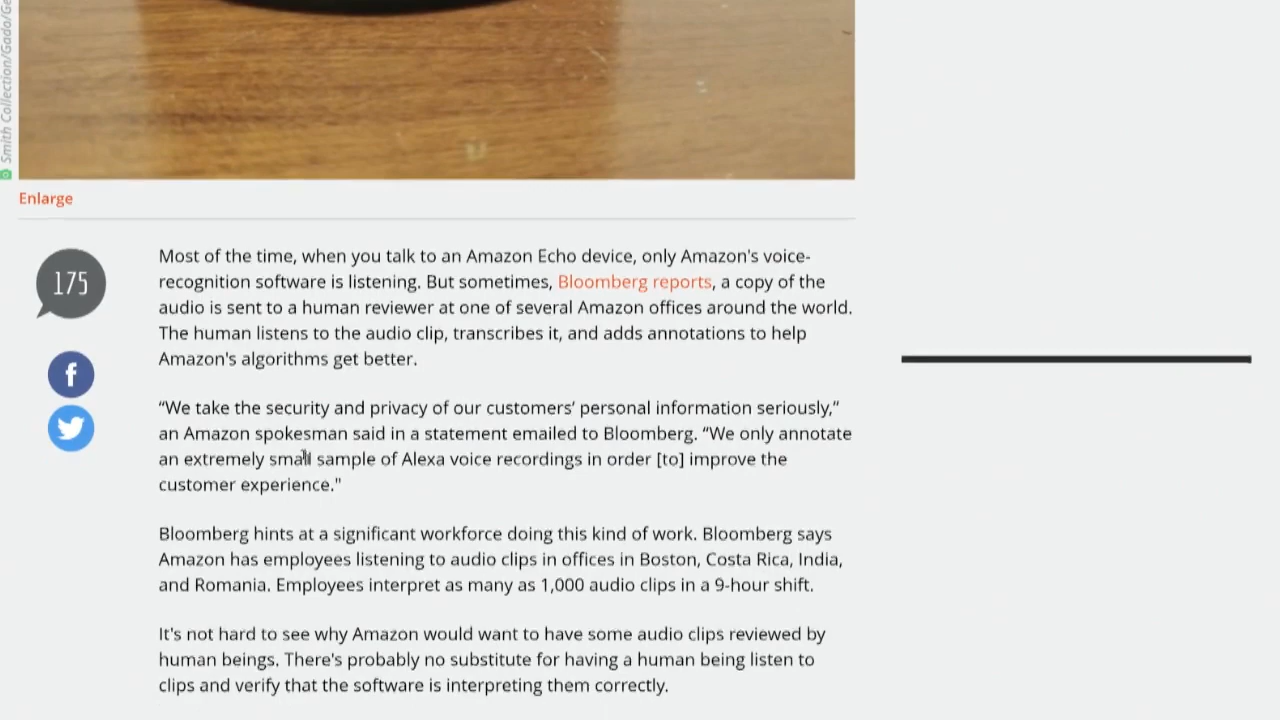 Smith Collection/Gado/Ge
Enlarge
175
Most of the time, when you talk to an Amazon Echo device, only Amazon's voice-
recognition software is listening. But sometimes, Bloomberg reports, a copy of the
audio is sent to a human reviewer at one of several Amazon offices around the world.
The human listens to the audio clip, transcribes it, and adds annotations to help
Amazon's algorithms get better.
“We take the security and privacy of our customers’ personal information seriously,”
an Amazon spokesman said in a statement emailed to Bloomberg. “We only annotate
an extremely small sample of Alexa voice recordings in order [to] improve the
customer experience."
Bloomberg hints at a significant workforce doing this kind of work. Bloomberg says
Amazon has employees listening to audio clips in offices in Boston, Costa Rica, India,
and Romania. Employees interpret as many as 1,000 audio clips in a 9-hour shift.
It's not hard to see why Amazon would want to have some audio clips reviewed by
human beings. There's probably no substitute for having a human being listen to
clips and verify that the software is interpreting them correctly.